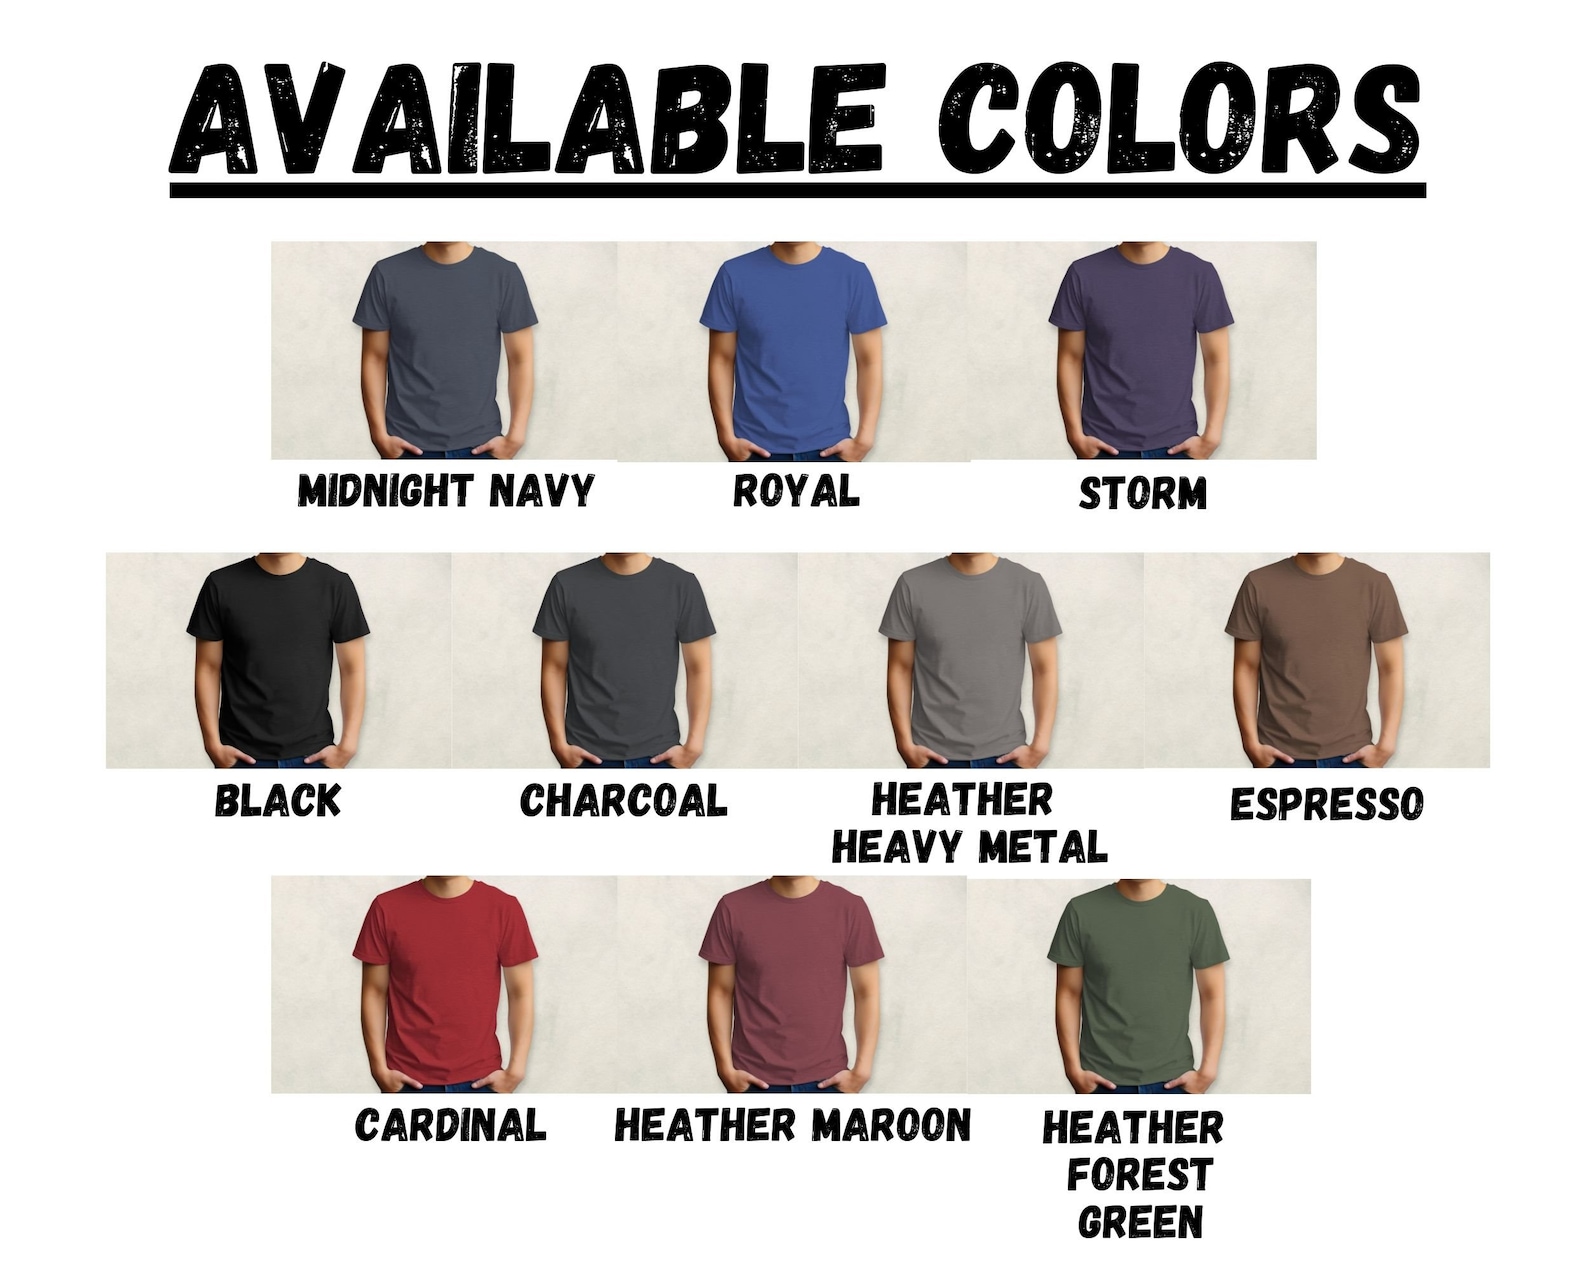 AVAILABLE COLORS
MIDNIGHT NAVY
ROYAL
STORM
BLACK
CHARCOAL
HEATHER
HEAVY METAL
ESPRESSO
CARDINAL
HEATHER MAROON
HEATHER
FOREST
GREEN